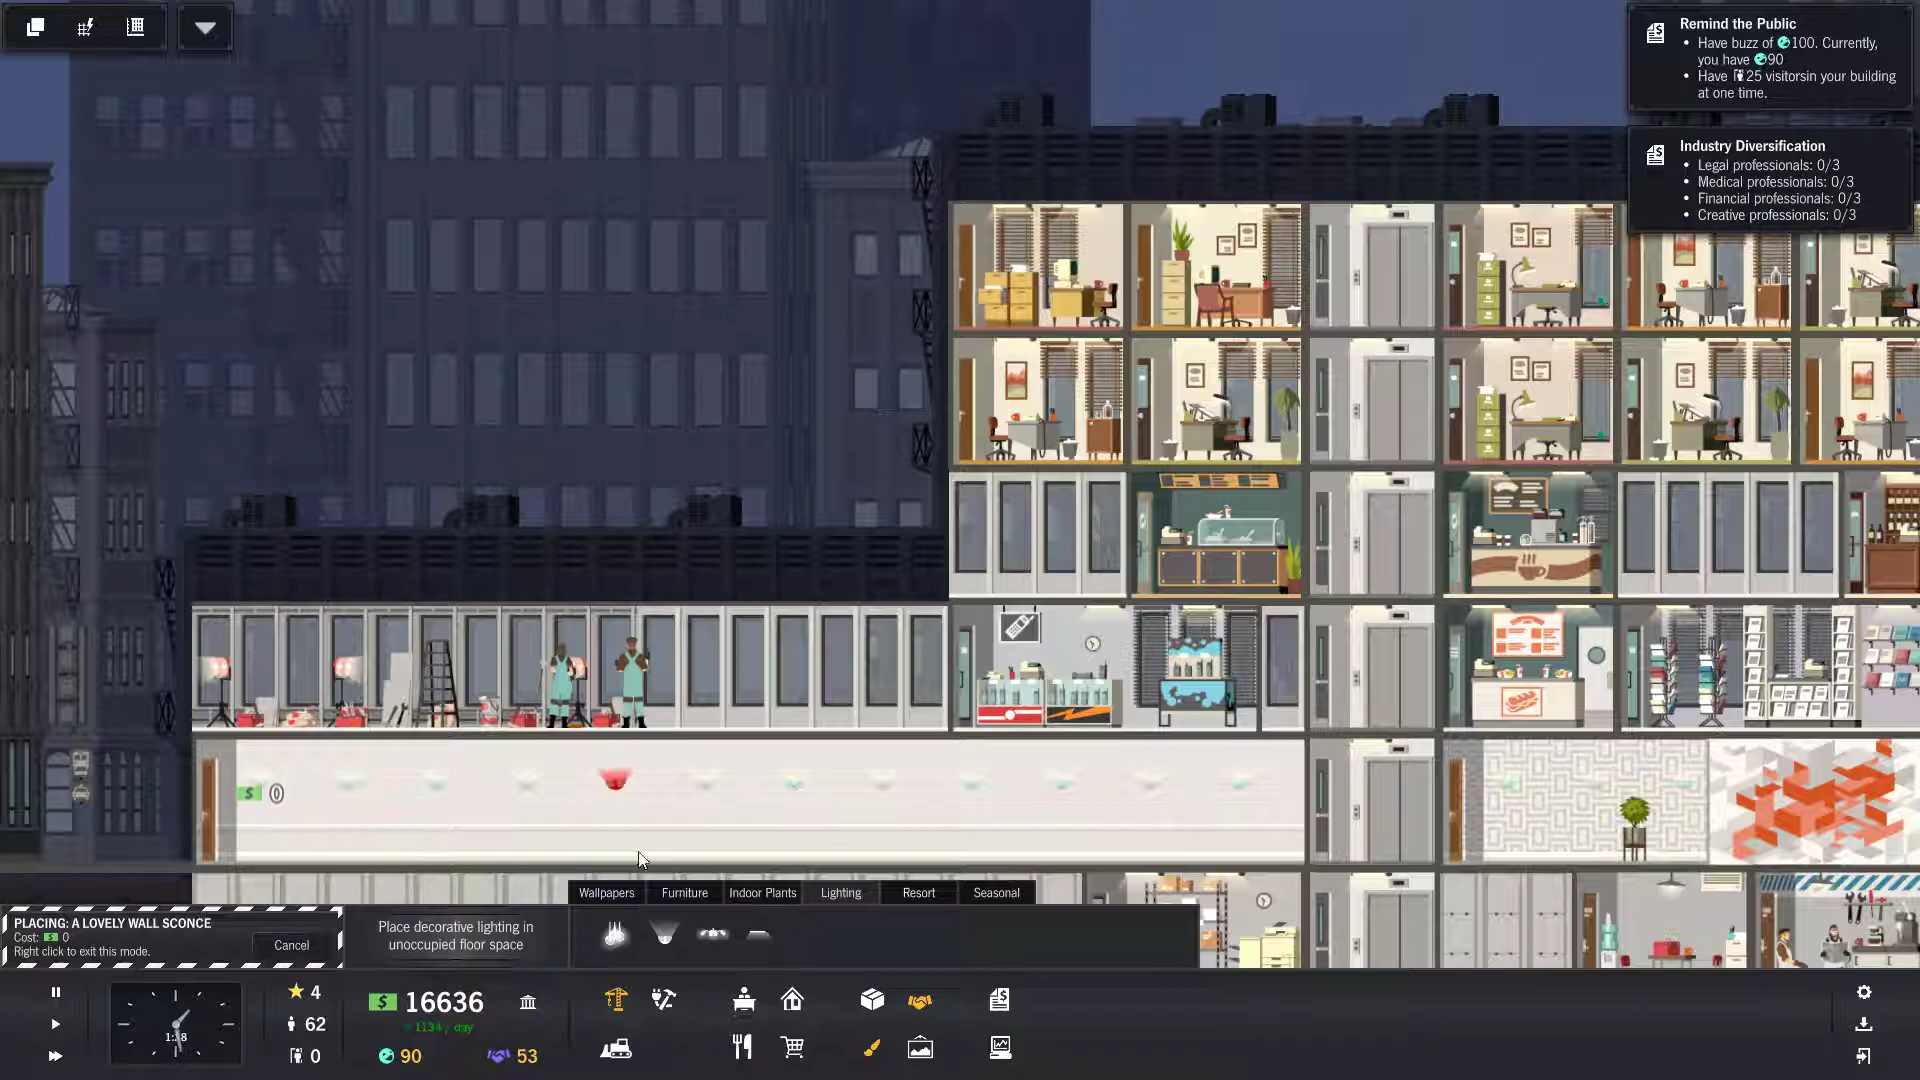 Remind the Public
• Have buzz of 100. Currently,
you have 90
• Have 25 visitorsin your building
at one time.
Industry Diversification
• Legal professionals: 0/3
• Medical professionals: 0/3
• Financial professionals: 0/3
• Creative professionals: 0/3
$ 0
Wallpapers
Furniture
Indoor Plants
Lighting
Resort
Seasonal
PLACING: A LOVELY WALL SCONCE
Cost: $ 0
Right click to exit this mode.
Cancel
Place decorative lighting in
unoccupied floor space
4
62
0
$ 16636
1134 / day
90
53